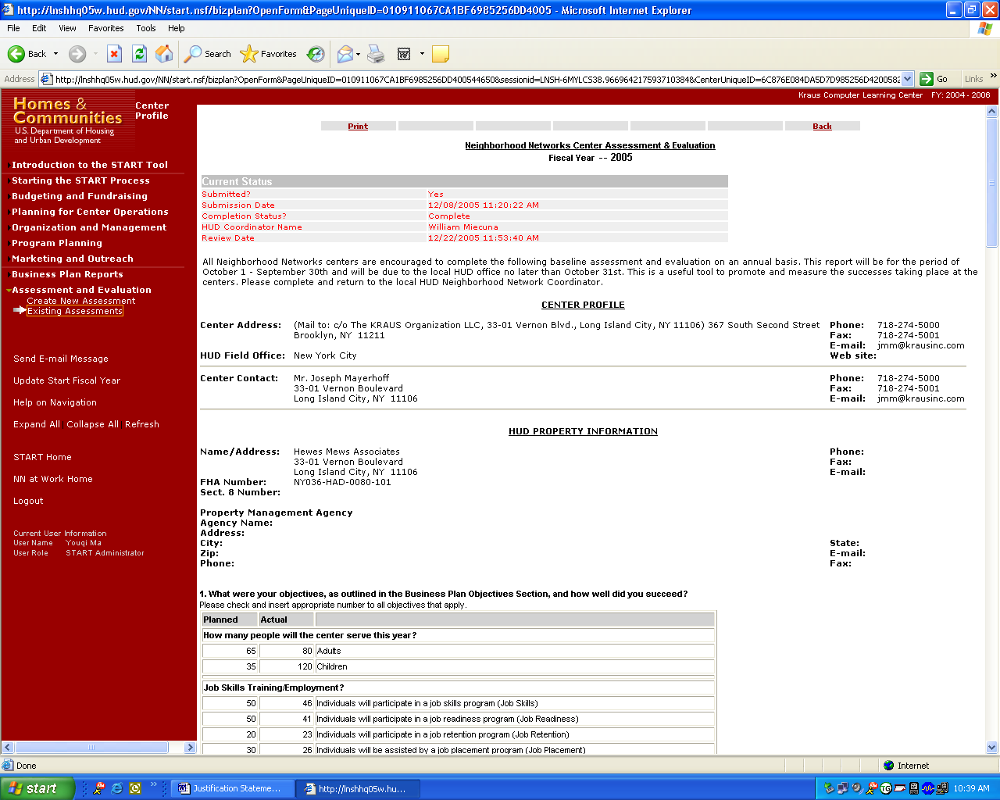 http://lnshhq05w.hud.gov/NN/start.nsf/bizplan?OpenForm&PageUniqueID=010911067CA1BF6985256DD4005 - Microsoft Internet Explorer
File Edit View Favorites Tools Help
Back Search Favorites
Address http://lnshhq05w.hud.gov/NN/start.nsf/bizplan?OpenForm&PageUniqueID=010911067CA1BF6985256DD400544650&sessionid=LNSH-6MYLCS38.966964217593710384&CenterUniqueID=6C876E084DA5D7D985256D4200582 Go Links »
Kraus Computer Learning Center FY: 2004 - 2006
Homes & Communities
U.S. Department of Housing
and Urban Development
Center Profile
Introduction to the START Tool
Starting the START Process
Budgeting and Fundraising
Planning for Center Operations
Organization and Management
Program Planning
Marketing and Outreach
Business Plan Reports
Assessment and Evaluation
Create New Assessment
Existing Assessments
Send E-mail Message
Update Start Fiscal Year
Help on Navigation
Expand All | Collapse All Refresh
START Home
NN at Work Home
Logout
Current User Information
User Name Youqi Ma
User Role START Administrator
Print Back
Neighborhood Networks Center Assessment & Evaluation
Fiscal Year -- 2005
Current Status
Submitted? Yes
Submission Date 12/08/2005 11:20:22 AM
Completion Status? Complete
HUD Coordinator Name William Miecuna
Review Date 12/22/2005 11:53:40 AM
All Neighborhood Networks centers are encouraged to complete the following baseline assessment and evaluation on an annual basis. This report will be for the period of
October 1 - September 30th and will be due to the local HUD office no later than October 31st. This is a useful tool to promote and measure the successes taking place at the
centers. Please complete and return to the local HUD Neighborhood Network Coordinator.
CENTER PROFILE
Center Address: (Mail to: c/o The KRAUS Organization LLC, 33-01 Vernon Blvd., Long Island City, NY 11106) 367 South Second Street Phone: 718-274-5000
Brooklyn, NY 11211 Fax: 718-274-5001
E-mail: jmm@krausinc.com
HUD Field Office: New York City Web site:
Center Contact: Mr. Joseph Mayerhoff Phone: 718-274-5000
33-01 Vernon Boulevard Fax: 718-274-5001
Long Island City, NY 11106 E-mail: jmm@krausinc.com
HUD PROPERTY INFORMATION
Name/Address: Hewes Mews Associates Phone:
33-01 Vernon Boulevard Fax:
Long Island City, NY 11106 E-mail:
FHA Number: NY036-HAD-0080-101
Sect. 8 Number:
Property Management Agency
Agency Name:
Address:
City: State:
Zip: E-mail:
Phone: Fax:
1. What were your objectives, as outlined in the Business Plan Objectives Section, and how well did you succeed?
Please check and insert appropriate number to all objectives that apply.
Planned Actual
How many people will the center serve this year?
65 80 Adults
35 120 Children
Job Skills Training/Employment?
50 46 Individuals will participate in a job skills program (Job Skills)
50 41 Individuals will participate in a job readiness program (Job Readiness)
20 23 Individuals will participate in a job retention program (Job Retention)
30 26 Individuals will be assisted by a job placement program (Job Placement)
Done Internet
start » Justification Stateme... http://lnshhq05w.hu... 10:39 AM